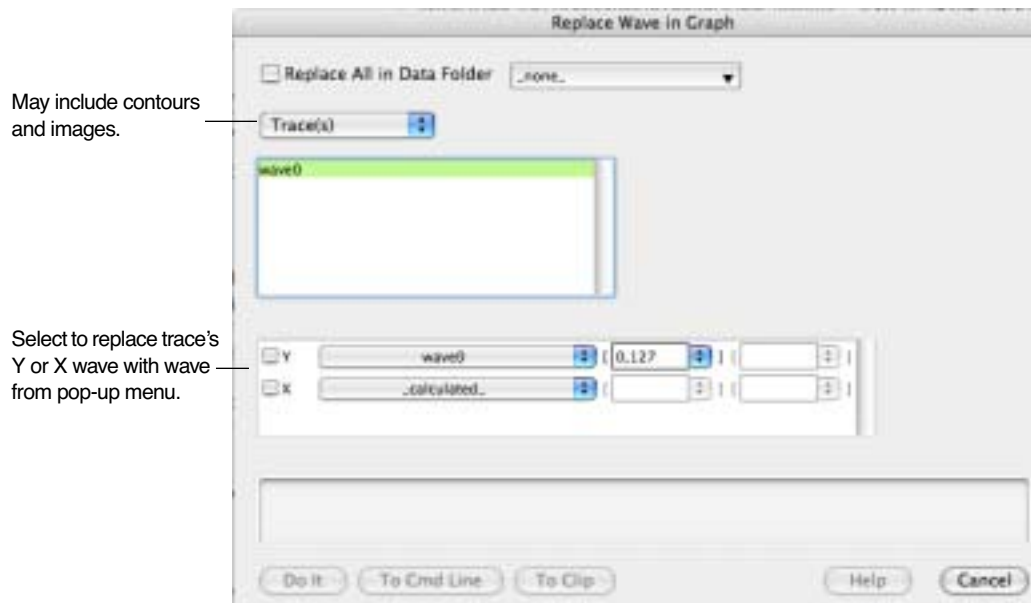 Replace Wave in Graph
Replace All in Data Folder _none_
May include contours
and images.
Trace(s)
wave0
Select to replace trace's
Y or X wave with wave
from pop-up menu.
Y wave0 [ 0,127 ] [ ]
X _calculated_ [ ] [ ]
Do It To Cmd Line To Clip Help Cancel